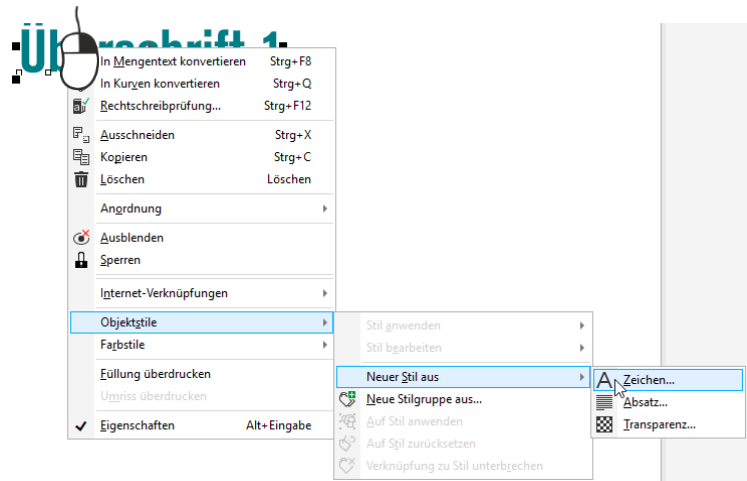 Überschrift 1
In Mengentext konvertieren Strg+F8
In Kurven konvertieren Strg+Q
Rechtschreibprüfung... Strg+F12
Ausschneiden Strg+X
Kopieren Strg+C
Löschen Löschen
Anordnung
Ausblenden
Sperren
Internet-Verknüpfungen
Objektstile
Stil anwenden
Farbstile
Stil bearbeiten
Füllung überdrucken
Neuer Stil aus
Zeichen...
Umriss überdrucken
Neue Stilgruppe aus...
Absatz...
Eigenschaften Alt+Eingabe
Auf Stil anwenden
Transparenz...
Auf Stil zurücksetzen
Verknüpfung zu Stil unterbrechen